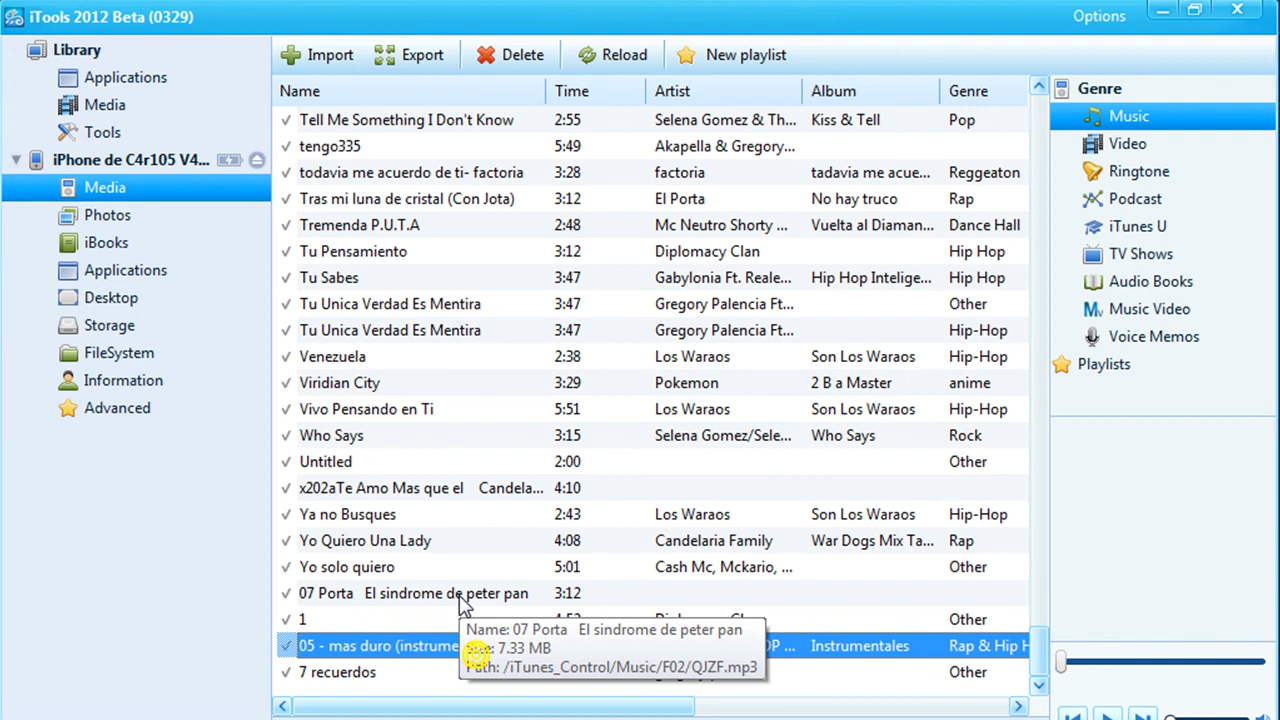 iTools 2012 Beta (0329)
Options
Library
Applications
Media
Tools
iPhone de C4r105 V4...
Media
Photos
iBooks
Applications
Desktop
Storage
FileSystem
Information
Advanced
Import Export Delete Reload New playlist
Name Time Artist Album Genre
Tell Me Something I Don't Know 2:55 Selena Gomez & Th... Kiss & Tell Pop
tengo335 5:49 Akapella & Gregory...
todavia me acuerdo de ti- factoria 3:28 factoria tadavia me acue... Reggeaton
Tras mi luna de cristal (Con Jota) 3:12 El Porta No hay truco Rap
Tremenda P.U.T.A 2:48 Mc Neutro Shorty ... Vuelta al Diaman... Dance Hall
Tu Pensamiento 3:12 Diplomacy Clan Hip Hop
Tu Sabes 3:47 Gabylonia Ft. Reale... Hip Hop Intelige... Hip Hop
Tu Unica Verdad Es Mentira 3:47 Gregory Palencia Ft... Other
Tu Unica Verdad Es Mentira 3:47 Gregory Palencia Ft... Hip-Hop
Venezuela 2:38 Los Waraos Son Los Waraos Hip-Hop
Viridian City 3:29 Pokemon 2 B a Master anime
Vivo Pensando en Ti 5:51 Los Waraos Son Los Waraos Hip-Hop
Who Says 3:15 Selena Gomez/Sele... Who Says Rock
Untitled 2:00 Other
x202aTe Amo Mas que el Candela... 4:10
Ya no Busques 2:43 Los Waraos Son Los Waraos Hip-Hop
Yo Quiero Una Lady 4:08 Candelaria Family War Dogs Mix Ta... Rap
Yo solo quiero 5:01 Cash Mc, Mckario, ... Other
07 Porta El sindrome de peter pan 3:12
1 Other
05 - mas duro (instrume Instrumentales Rap & Hip H
7 recuerdos Other
Name: 07 Porta El sindrome de peter pan
7.33 MB
Path: /iTunes_Control/Music/F02/QJZF.mp3
Genre
Music
Video
Ringtone
Podcast
iTunes U
TV Shows
Audio Books
Music Video
Voice Memos
Playlists